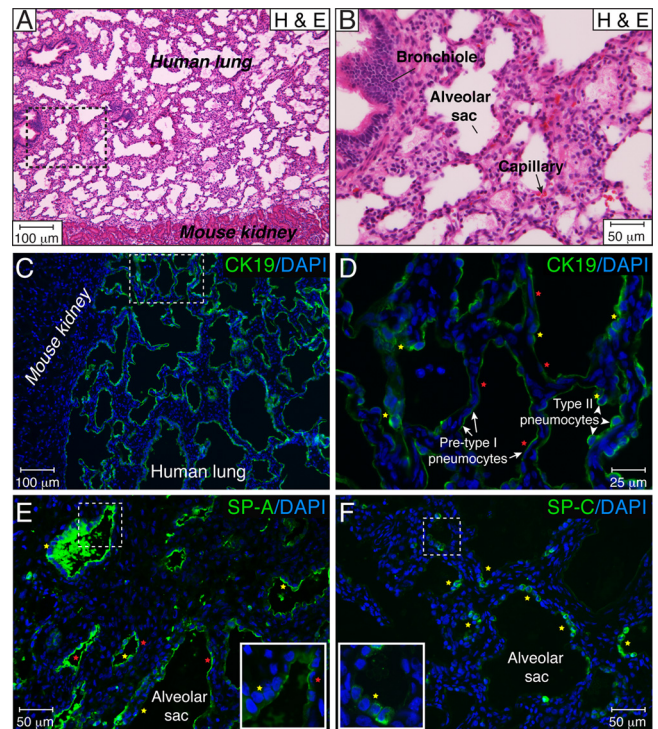 A
H & E
Human lung
Mouse kidney
100 μm
B
H & E
Bronchiole
Alveolar
sac
Capillary
50 μm
C
CK19/DAPI
Mouse kidney
Human lung
100 μm
D
CK19/DAPI
Type II
pneumocytes
Pre-type I
pneumocytes
25 μm
E
SP-A/DAPI
Alveolar
sac
50 μm
F
SP-C/DAPI
Alveolar
sac
50 μm